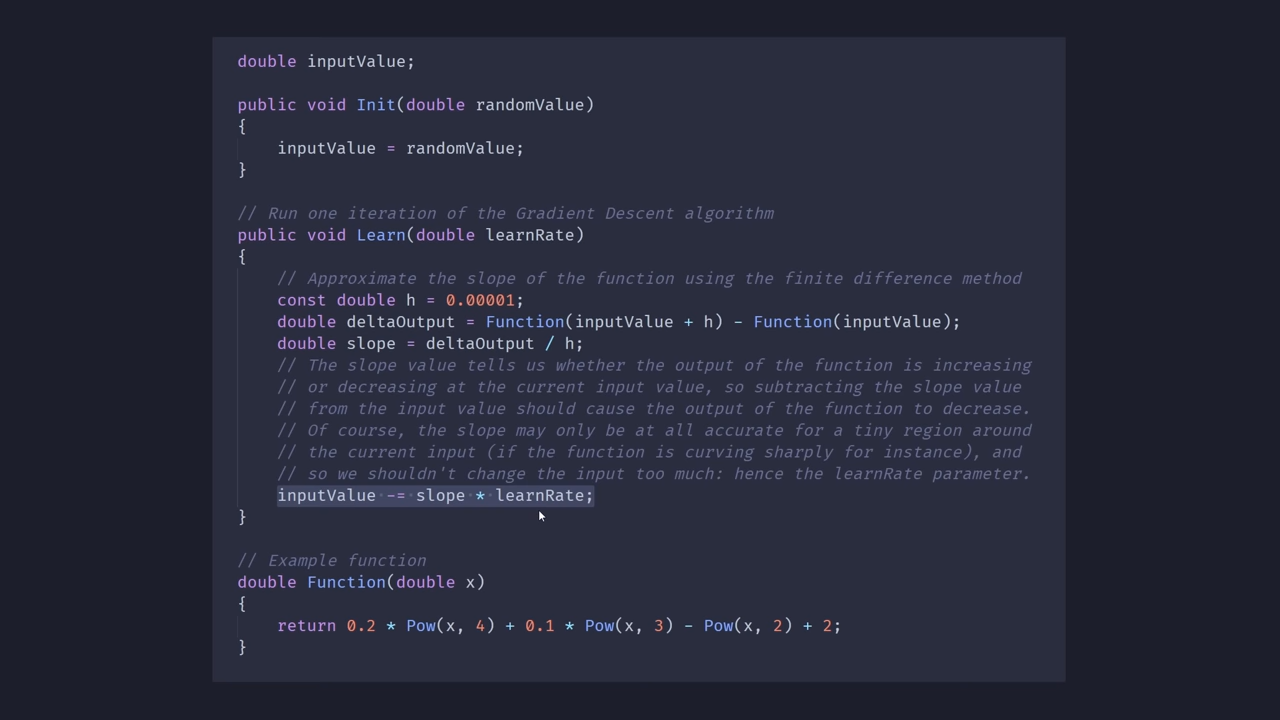 double inputValue;
public void Init(double randomValue)
{
inputValue = randomValue;
}
// Run one iteration of the Gradient Descent algorithm
public void Learn(double learnRate)
{
// Approximate the slope of the function using the finite difference method
const double h = 0.00001;
double deltaOutput = Function(inputValue + h) - Function(inputValue);
double slope = deltaOutput / h;
// The slope value tells us whether the output of the function is increasing
// or decreasing at the current input value, so subtracting the slope value
// from the input value should cause the output of the function to decrease.
// Of course, the slope may only be at all accurate for a tiny region around
// the current input (if the function is curving sharply for instance), and
// so we shouldn't change the input too much: hence the learnRate parameter.
inputValue -= slope * learnRate;
}
// Example function
double Function(double x)
{
return 0.2 * Pow(x, 4) + 0.1 * Pow(x, 3) - Pow(x, 2) + 2;
}